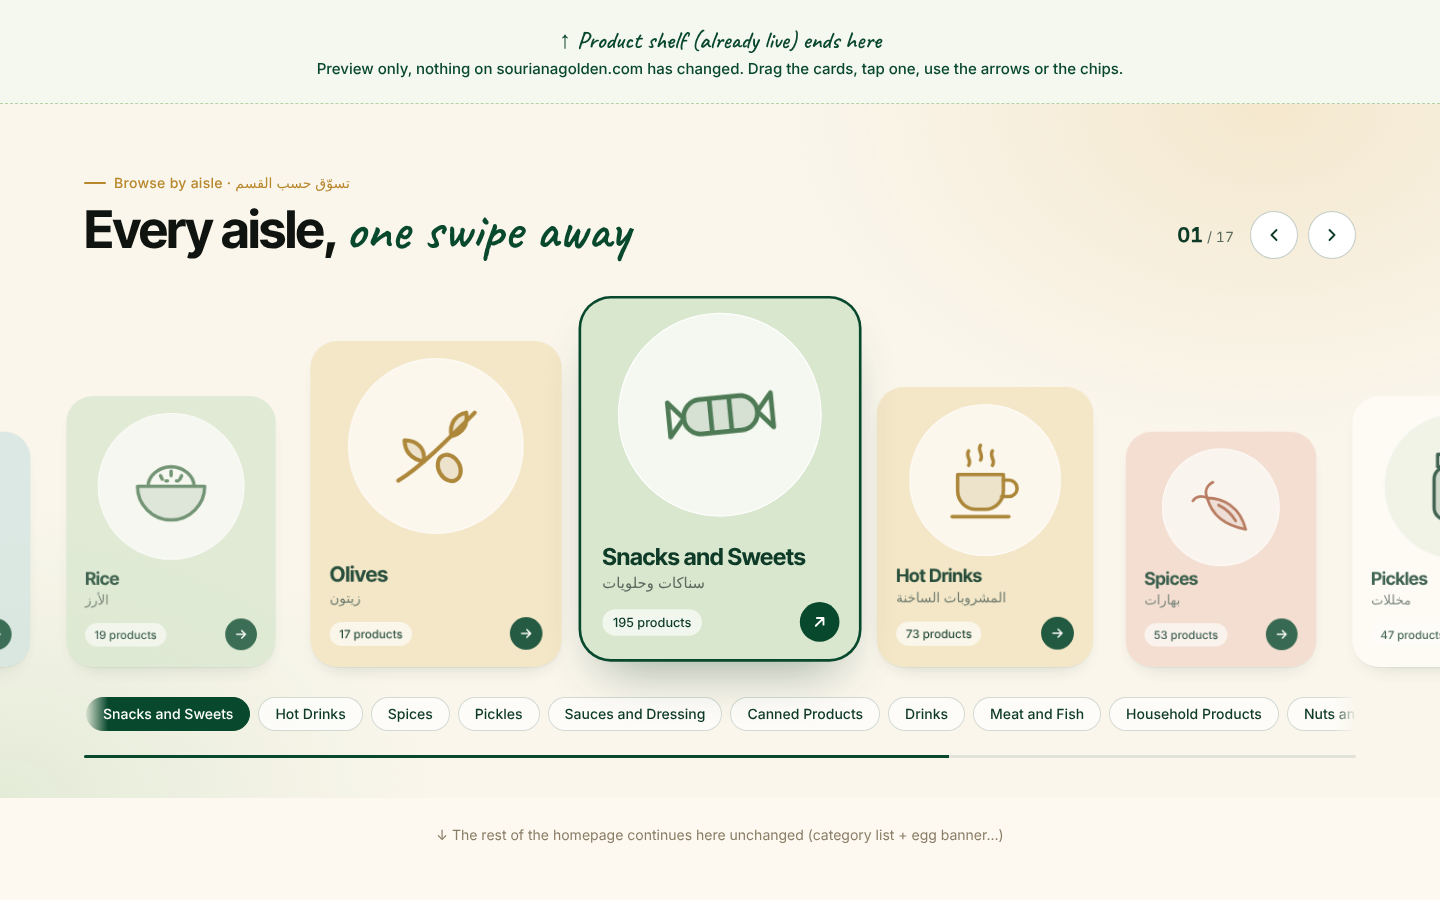 ↑ Product shelf (already live) ends here
Preview only, nothing on sourianagolden.com has changed. Drag the cards, tap one, use the arrows or the chips.
Browse by aisle · تسوّق حسب القسم
Every aisle, one swipe away
01 / 17
Rice
الأرز
19 products
Olives
زيتون
17 products
Snacks and Sweets
سناكات وحلويات
195 products
Hot Drinks
المشروبات الساخنة
73 products
Spices
بهارات
53 products
Pickles
مخللات
47 products
Snacks and Sweets
Hot Drinks
Spices
Pickles
Sauces and Dressing
Canned Products
Drinks
Meat and Fish
Household Products
Nuts an
↓ The rest of the homepage continues here unchanged (category list + egg banner...)